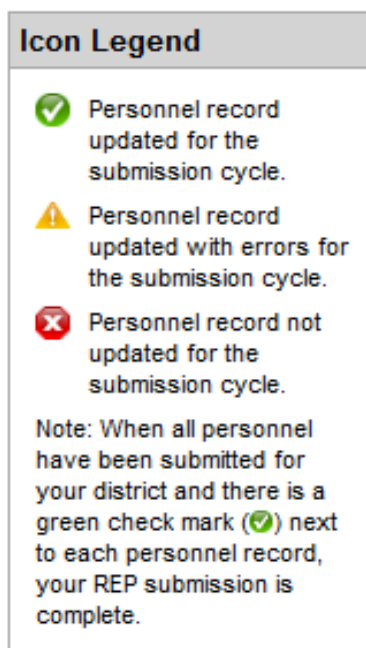 Icon Legend
Personnel record
updated for the
submission cycle.
Personnel record
updated with errors for
the submission cycle.
Personnel record not
updated for the
submission cycle.
Note: When all personnel
have been submitted for
your district and there is a
green check mark (✓) next
to each personnel record,
your REP submission is
complete.